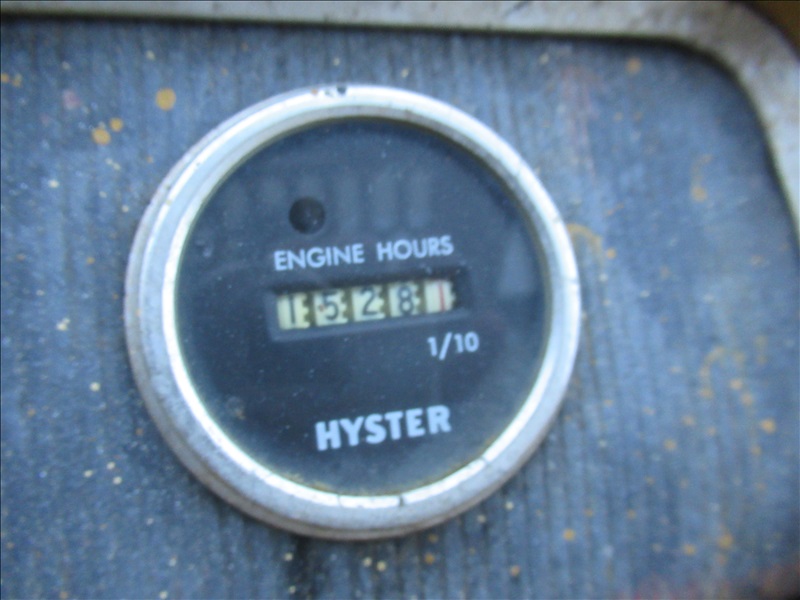 ENGINE HOURS
15281
1/10
HYSTER